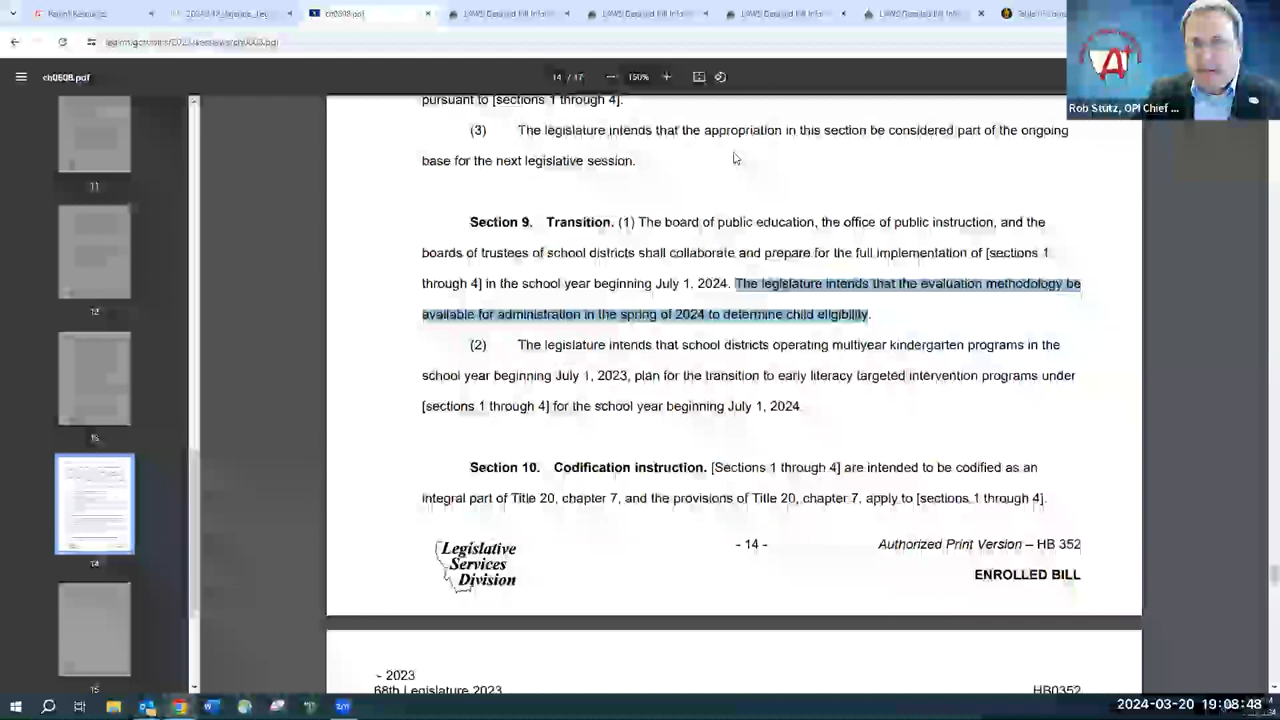 ch0608.pdf
ch0608.pdf
14 / 17
150%
Rob Stutz, OPI Chief ...
11
12
14
pursuant to [sections 1 through 4].
(3) The legislature intends that the appropriation in this section be considered part of the ongoing
base for the next legislative session.
Section 9. Transition. (1) The board of public education, the office of public instruction, and the
boards of trustees of school districts shall collaborate and prepare for the full implementation of [sections 1
through 4] in the school year beginning July 1, 2024. The legislature intends that the evaluation methodology be
available for administration in the spring of 2024 to determine child eligibility.
(2) The legislature intends that school districts operating multiyear kindergarten programs in the
school year beginning July 1, 2023, plan for the transition to early literacy targeted intervention programs under
[sections 1 through 4] for the school year beginning July 1, 2024.
Section 10. Codification instruction. [Sections 1 through 4] are intended to be codified as an
integral part of Title 20, chapter 7, and the provisions of Title 20, chapter 7, apply to [sections 1 through 4].
Legislative
Services
Division
- 14 -
Authorized Print Version – HB 352
ENROLLED BILL
- 2023
68th Legislature 2023
HB0352
2024-03-20 19:08:48